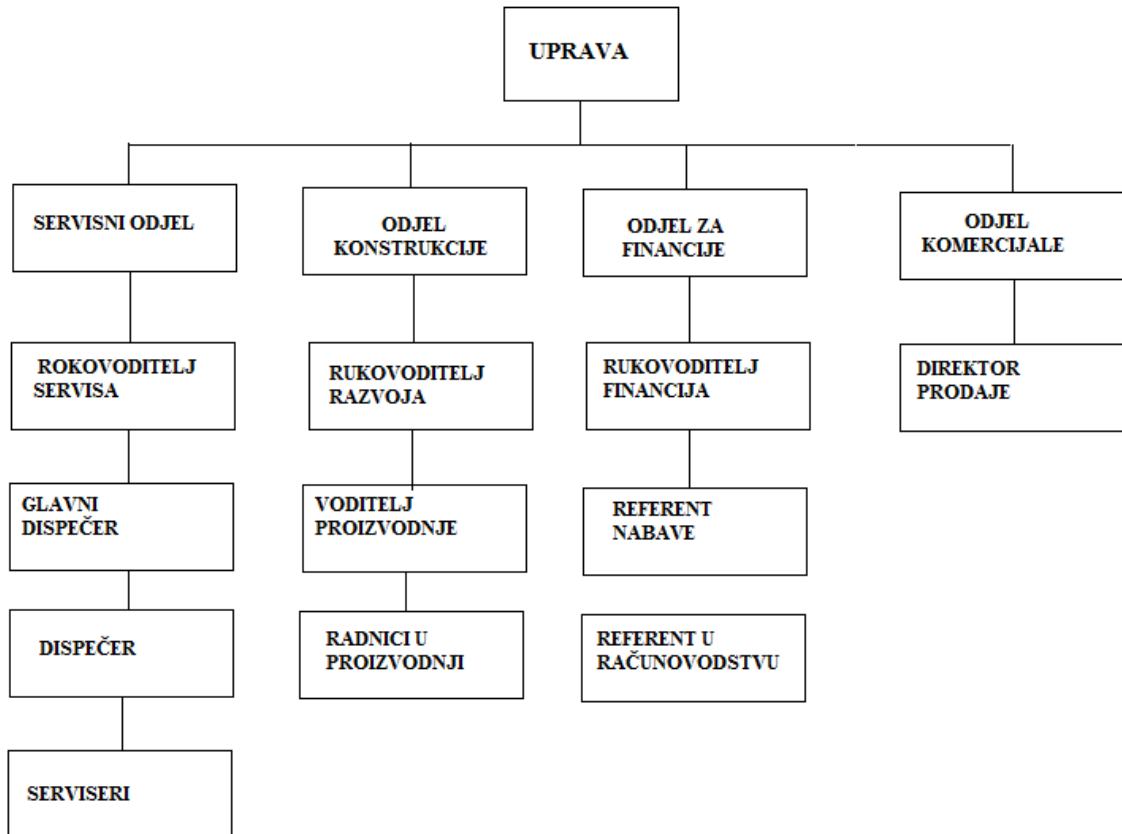 UPRAVA
SERVISNI ODJEL
ODJEL
KONSTRUKCIJE
ODJEL ZA
FINANCIJE
ODJEL
KOMERCIJALE
ROKOVODITELJ
SERVISA
RUKOVODITELJ
RAZVOJA
RUKOVODITELJ
FINANCIJA
DIREKTOR
PRODAJE
GLAVNI
DISPEČER
VODITELJ
PROIZVODNJE
REFERENT
NABAVE
DISPEČER
RADNICI U
PROIZVODNJI
REFERENT U
RAČUNOVODSTVU
SERVISERI